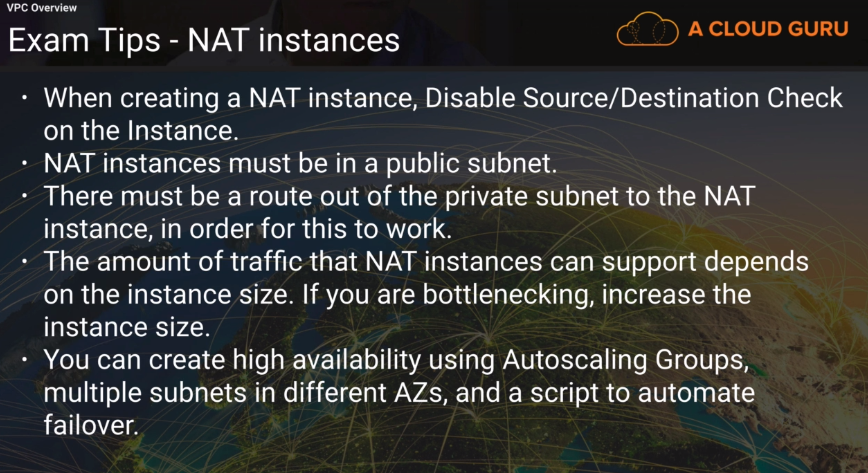 VPC Overview
Exam Tips - NAT instances
A CLOUD GURU
• When creating a NAT instance, Disable Source/Destination Check
on the Instance.
• NAT instances must be in a public subnet.
• There must be a route out of the private subnet to the NAT
instance, in order for this to work.
• The amount of traffic that NAT instances can support depends
on the instance size. If you are bottlenecking, increase the
instance size.
• You can create high availability using Autoscaling Groups,
multiple subnets in different AZs, and a script to automate
failover.